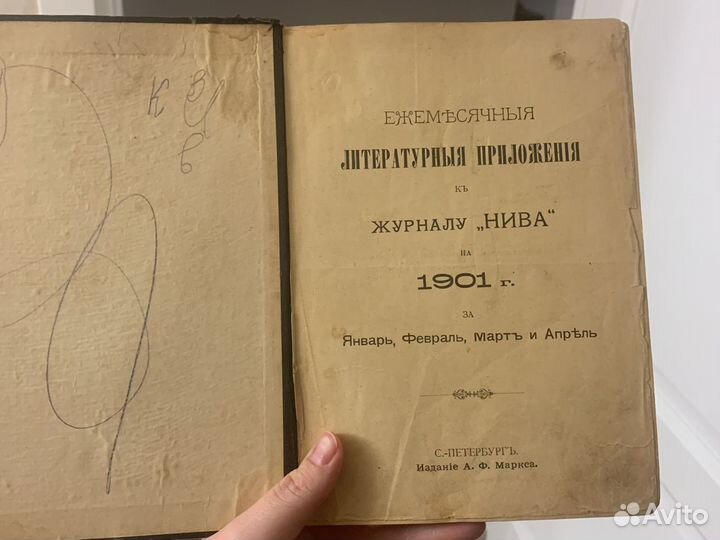 К В
в
ЕЖЕМѢСЯЧНЫЯ
ЛИТЕРАТУРНЫЯ ПРИЛОЖЕНІЯ
КЪ
ЖУРНАЛУ „НИВА“
НА
1901 г.
ЗА
Январь, Февраль, Мартъ и Апрѣль
С.-ПЕТЕРБУРГЪ.
Изданіе А. Ф. Маркса.
Avito